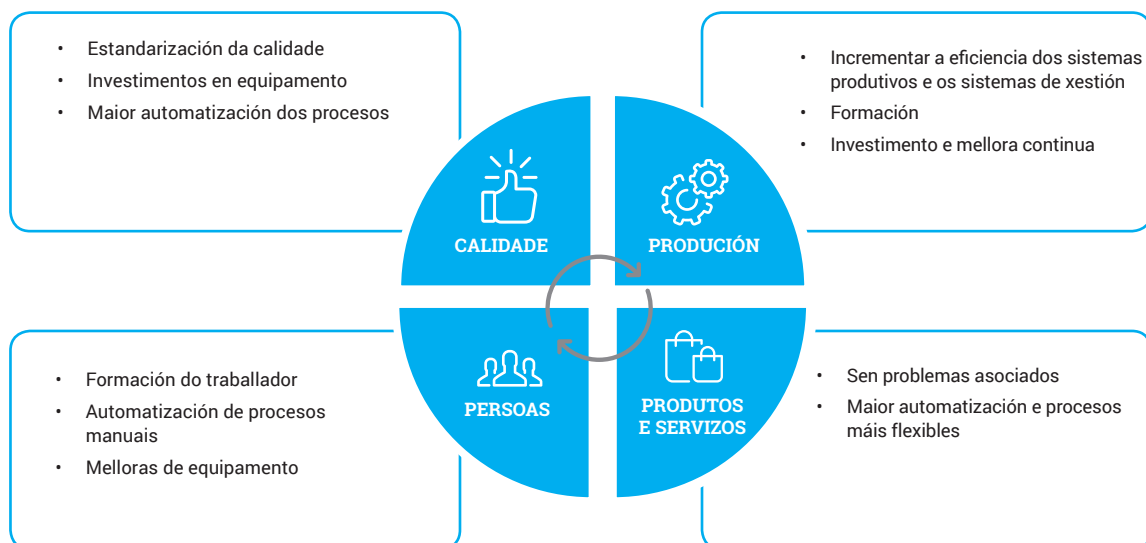 • Estandarización da calidade
• Investimentos en equipamento
• Maior automatización dos procesos
• Incrementar a eficiencia dos sistemas
produtivos e os sistemas de xestión
• Formación
• Investimento e mellora continua
CALIDADE
PRODUCIÓN
PERSOAS
PRODUTOS
E SERVIZOS
• Formación do traballador
• Automatización de procesos
manuais
• Melloras de equipamento
• Sen problemas asociados
• Maior automatización e procesos
máis flexibles